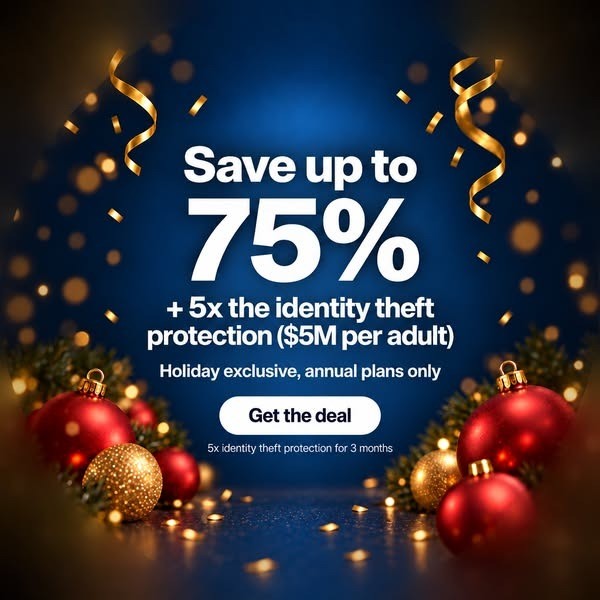 Save up to
75%
+ 5x the identity theft
protection ($5M per adult)
Holiday exclusive, annual plans only
Get the deal
5x identity theft protection for 3 months